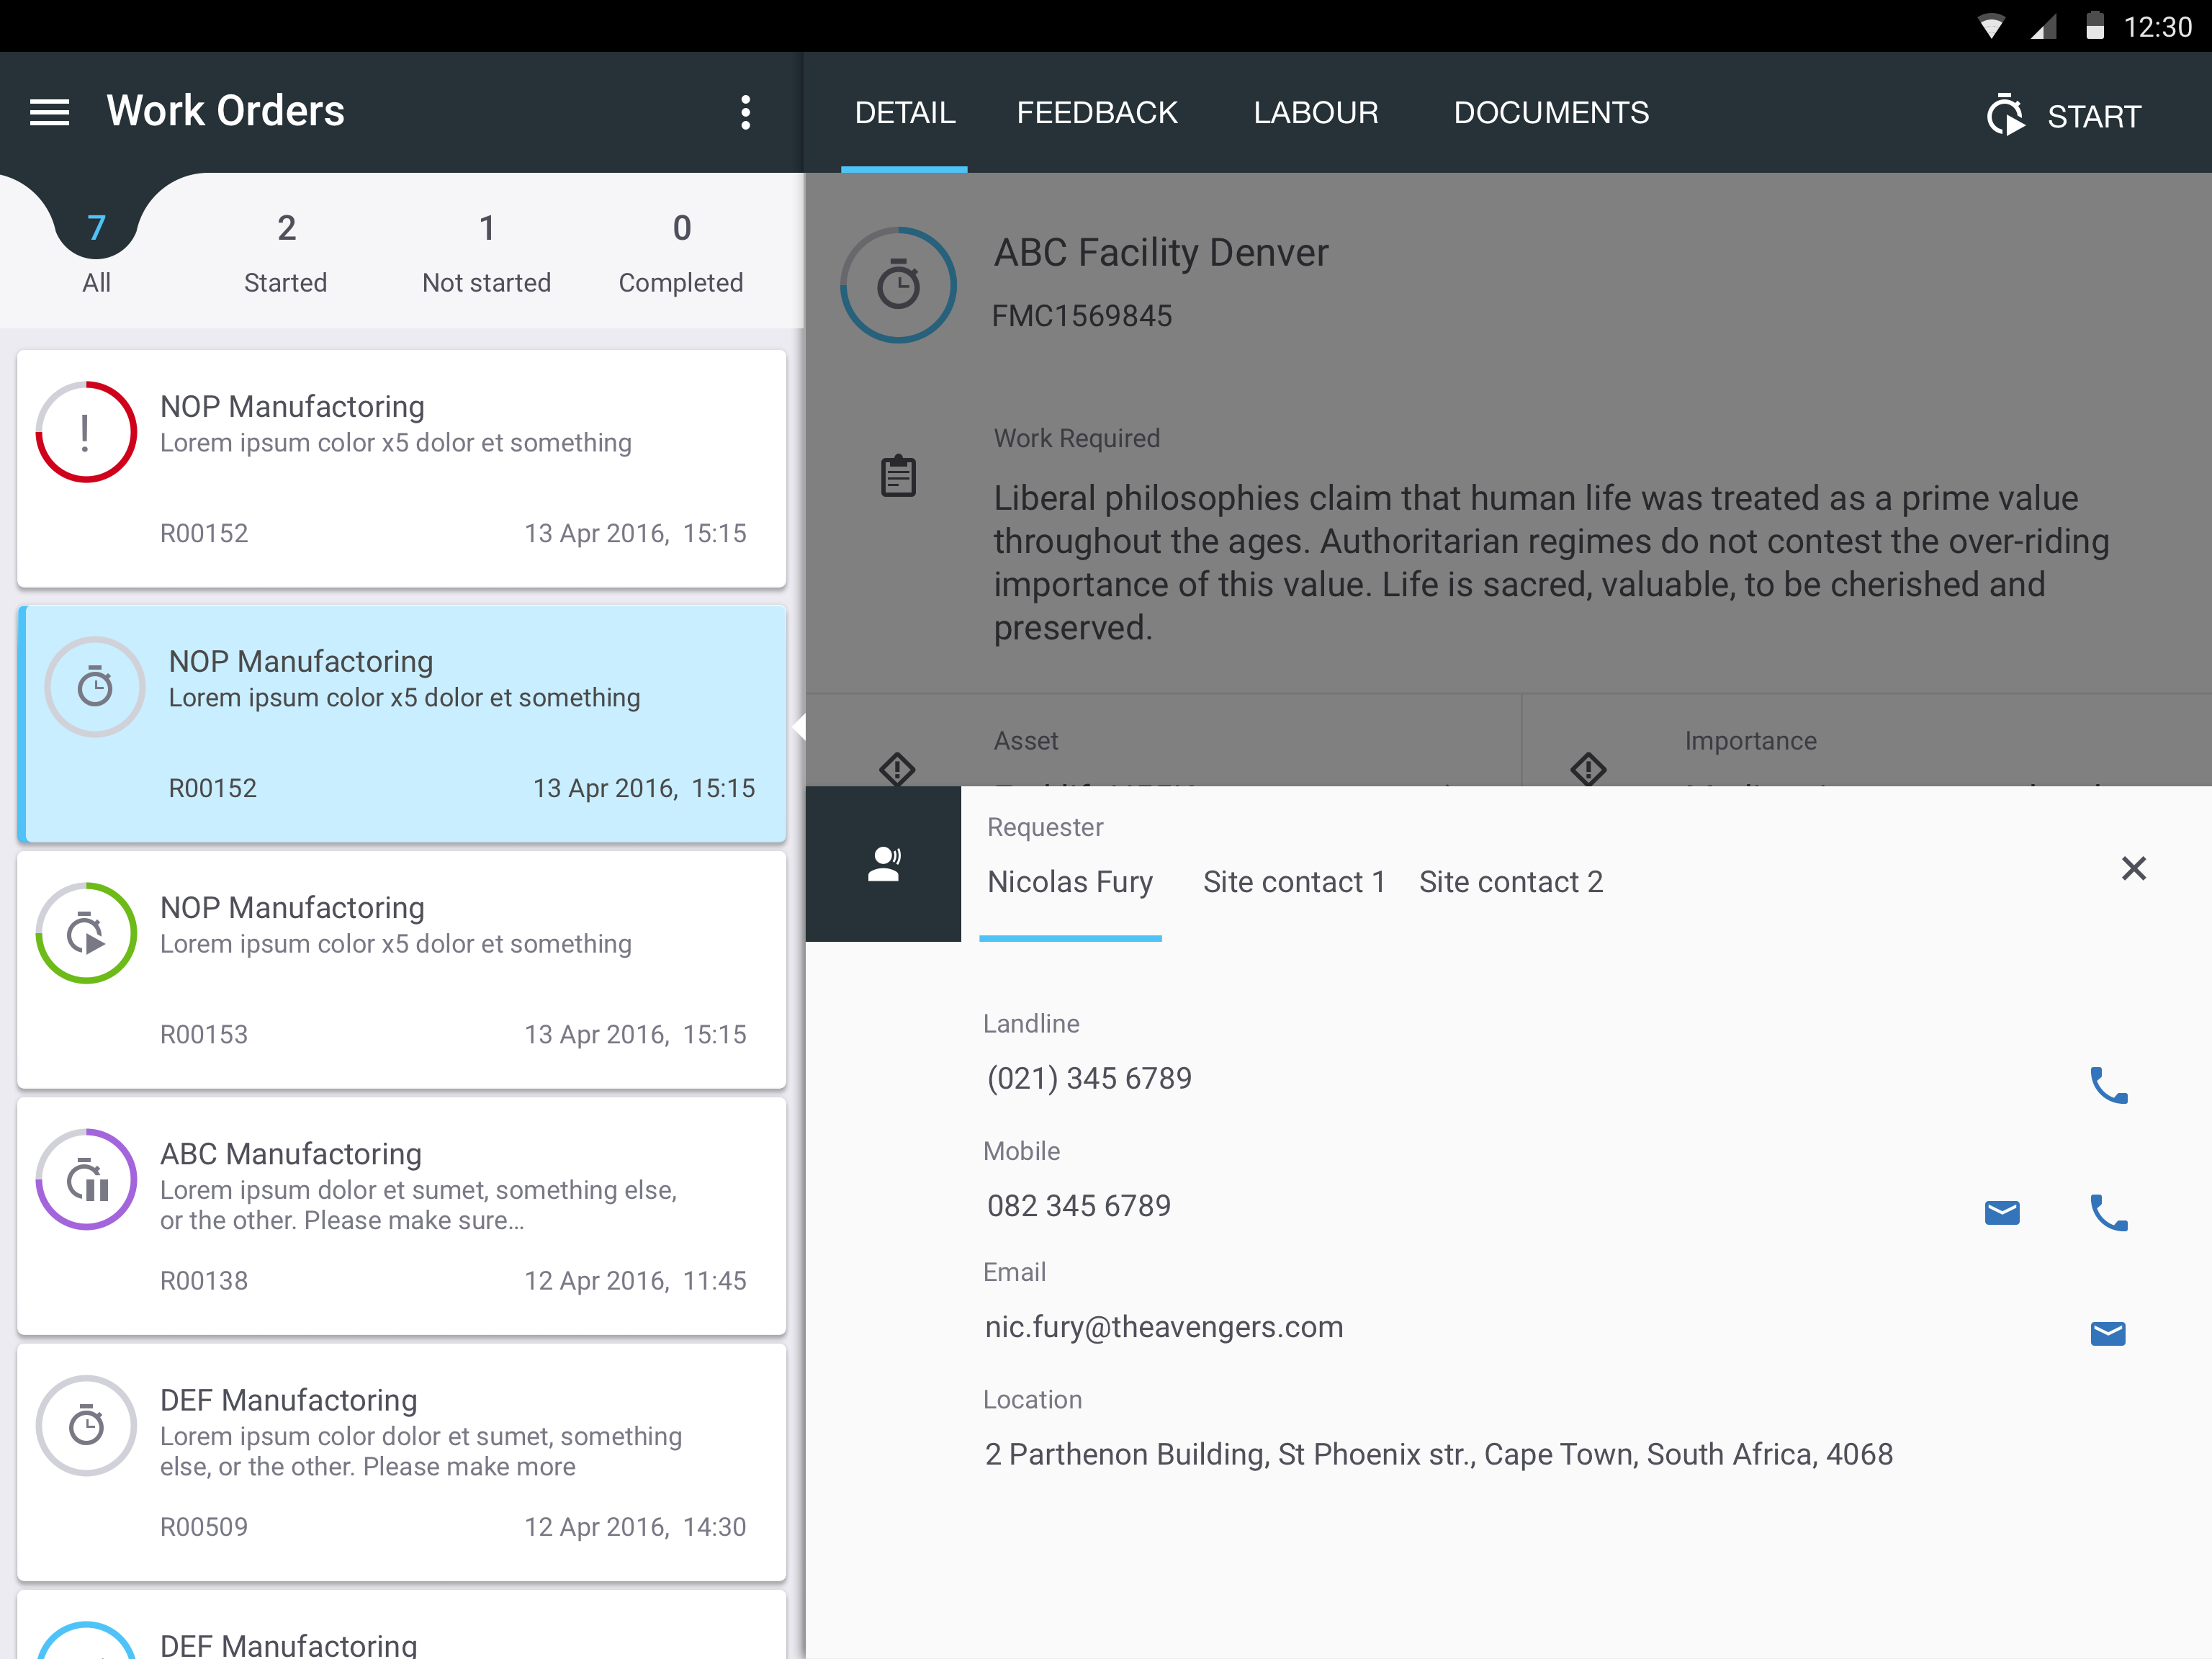 12:30
Work Orders
DETAIL FEEDBACK LABOUR DOCUMENTS START
7 2 1 0
All Started Not started Completed
NOP Manufactoring
Lorem ipsum color x5 dolor et something
R00152 13 Apr 2016, 15:15
NOP Manufactoring
Lorem ipsum color x5 dolor et something
R00152 13 Apr 2016, 15:15
NOP Manufactoring
Lorem ipsum color x5 dolor et something
R00153 13 Apr 2016, 15:15
ABC Manufactoring
Lorem ipsum dolor et sumet, something else,
or the other. Please make sure...
R00138 12 Apr 2016, 11:45
DEF Manufactoring
Lorem ipsum color dolor et sumet, something
else, or the other. Please make more
R00509 12 Apr 2016, 14:30
DEF Manufactoring
ABC Facility Denver
FMC1569845
Work Required
Liberal philosophies claim that human life was treated as a prime value
throughout the ages. Authoritarian regimes do not contest the over-riding
importance of this value. Life is sacred, valuable, to be cherished and
preserved.
Asset Importance
Requester
Nicolas Fury Site contact 1 Site contact 2
Landline
(021) 345 6789
Mobile
082 345 6789
Email
nic.fury@theavengers.com
Location
2 Parthenon Building, St Phoenix str., Cape Town, South Africa, 4068